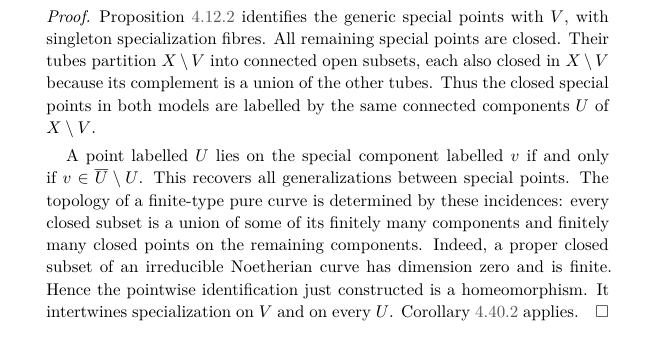 Proof. Proposition 4.12.2 identifies the generic special points with V, with
singleton specialization fibres. All remaining special points are closed. Their
tubes partition X \ V into connected open subsets, each also closed in X \ V
because its complement is a union of the other tubes. Thus the closed special
points in both models are labelled by the same connected components U of
X \ V.
A point labelled U lies on the special component labelled v if and only
if v ∈ U̅ \ U. This recovers all generalizations between special points. The
topology of a finite-type pure curve is determined by these incidences: every
closed subset is a union of some of its finitely many components and finitely
many closed points on the remaining components. Indeed, a proper closed
subset of an irreducible Noetherian curve has dimension zero and is finite.
Hence the pointwise identification just constructed is a homeomorphism. It
intertwines specialization on V and on every U. Corollary 4.40.2 applies. □